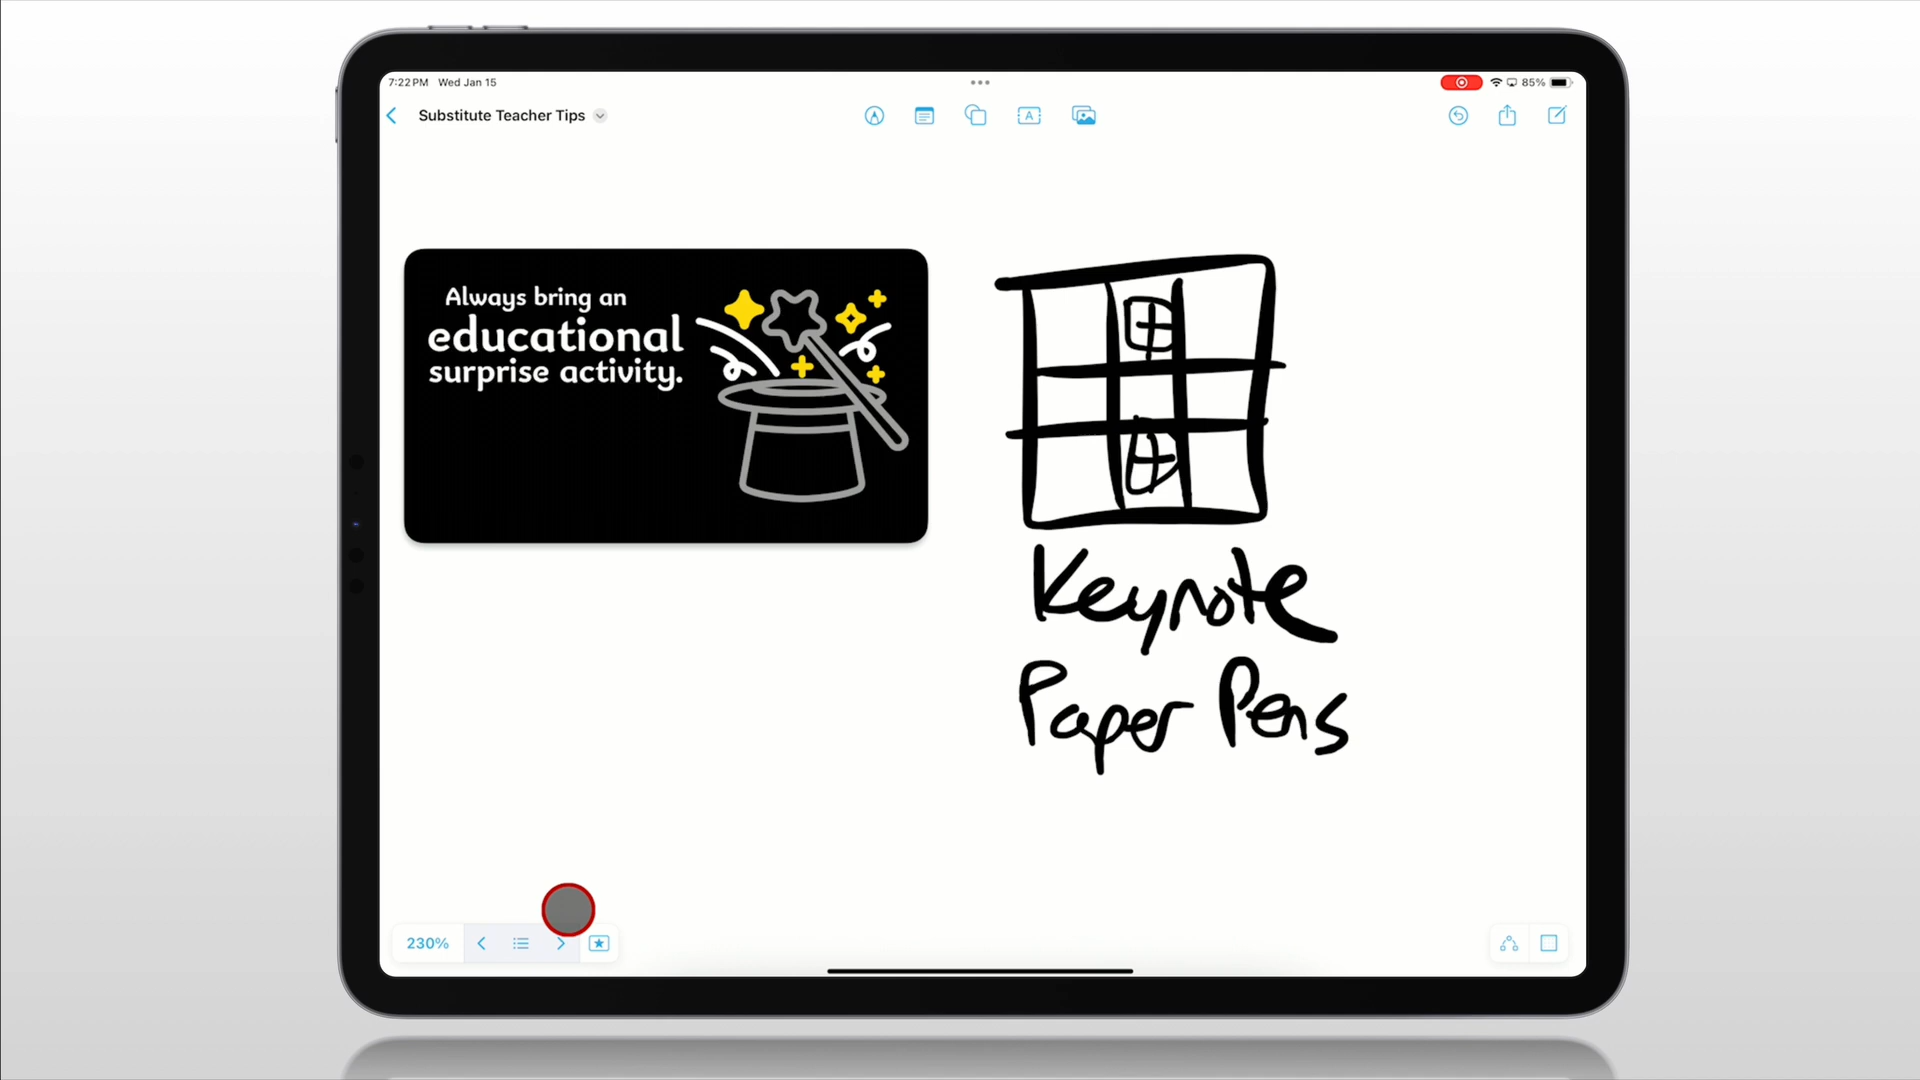 7:22 PM Wed Jan 15
85%
Substitute Teacher Tips
A
Always bring an
educational
surprise activity.
Keynote
Paper Pens
230%